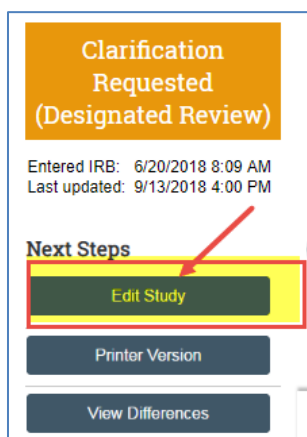 Clarification
Requested
(Designated Review)
Entered IRB: 6/20/2018 8:09 AM
Last updated: 9/13/2018 4:00 PM
Next Steps
Edit Study
Printer Version
View Differences